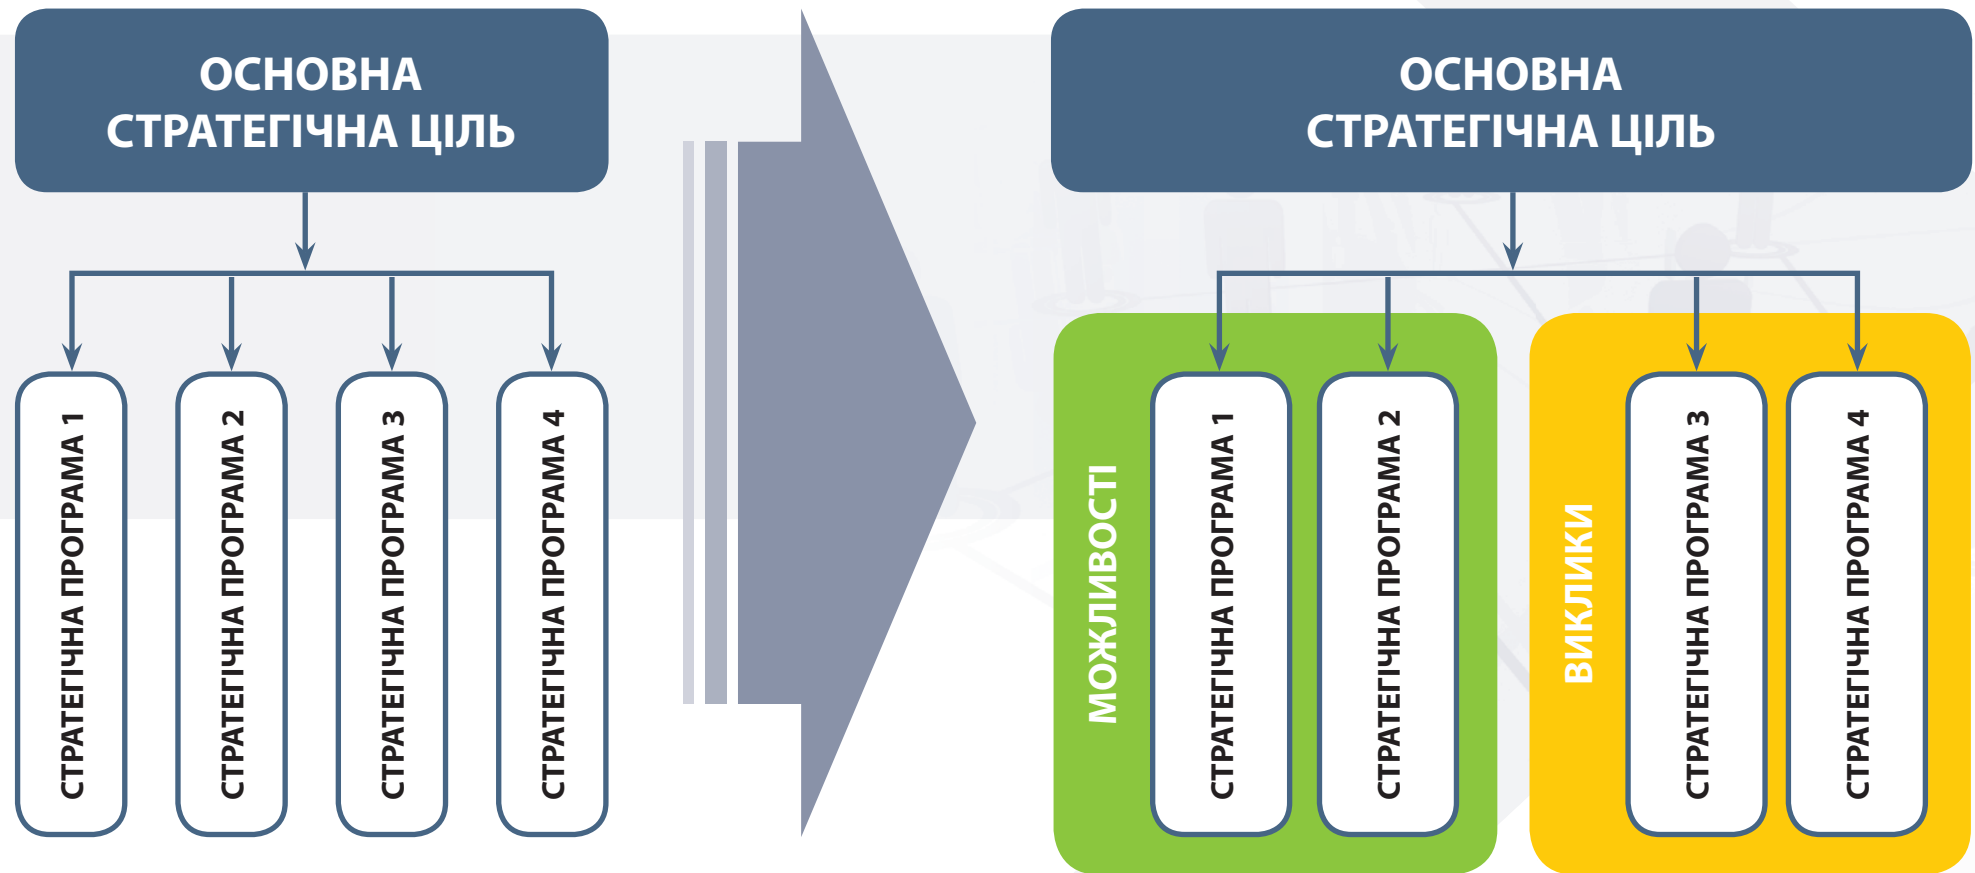 ОСНОВНА
СТРАТЕГІЧНА ЦІЛЬ
СТРАТЕГІЧНА ПРОГРАМА 1
СТРАТЕГІЧНА ПРОГРАМА 2
СТРАТЕГІЧНА ПРОГРАМА 3
СТРАТЕГІЧНА ПРОГРАМА 4
ОСНОВНА
СТРАТЕГІЧНА ЦІЛЬ
МОЖЛИВОСТІ
СТРАТЕГІЧНА ПРОГРАМА 1
СТРАТЕГІЧНА ПРОГРАМА 2
ВИКЛИКИ
СТРАТЕГІЧНА ПРОГРАМА 3
СТРАТЕГІЧНА ПРОГРАМА 4